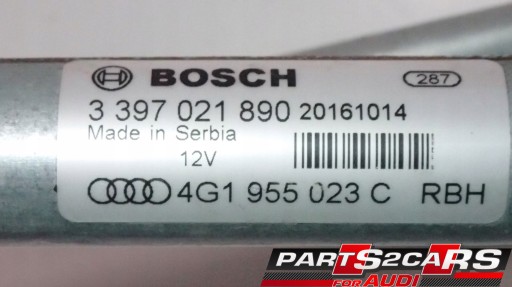 BOSCH 287
3 397 021 890 20161014
Made in Serbia
12V
4G1 955 023 C RBH
PARTS2CARS
FOR AUDI